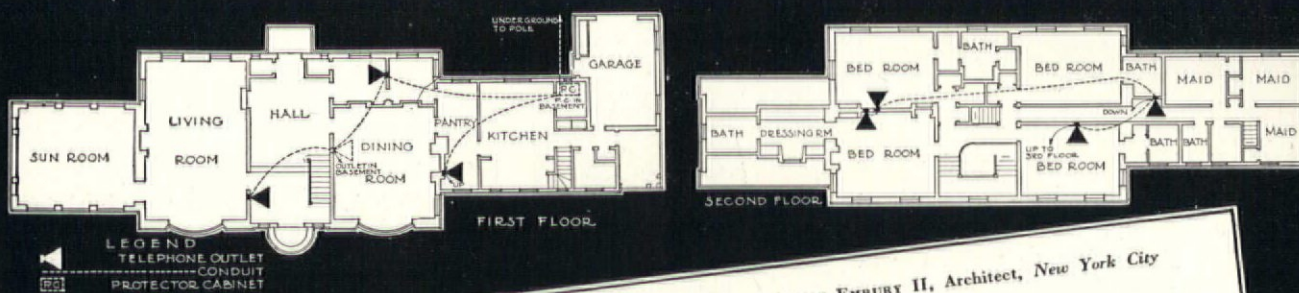 UNDERGROUND
TO POLE
GARAGE
P.C.
P.C. IN
BASEMENT
HALL
LIVING
ROOM
SUN ROOM
PANTRY
KITCHEN
DINING
ROOM
OUTLET IN
BASEMENT
UP
FIRST FLOOR
LEGEND
TELEPHONE OUTLET
CONDUIT
P.C. PROTECTOR CABINET
BED ROOM
BATH
BED ROOM
BATH
MAID
MAID
DOWN
BATH
DRESSING RM.
BED ROOM
UP TO
3RD FLOOR
BED ROOM
BATH
BATH
MAID
SECOND FLOOR
EMBURY II, Architect, New York City